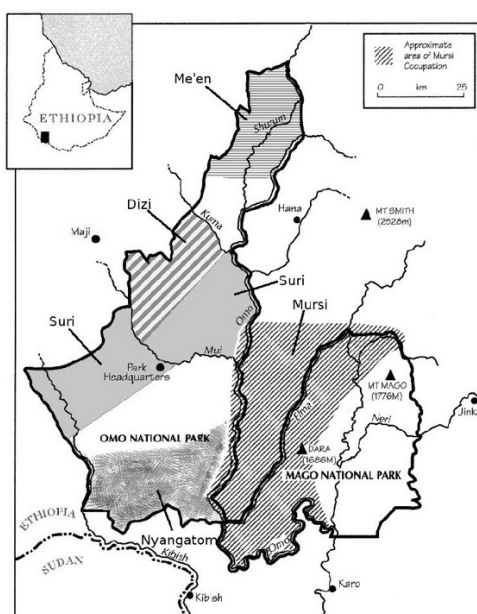 Approximate
area of Mursi
Occupation
0 km 25
ETHIOPIA
Me'en
Shurum
Dizi
Hana
MT SMITH
(2528m)
Maji
Kuma
Suri
Mursi
Omo
Suri
Mui
Park
Headquarters
MT MAGO
(1776M)
Elma
Neri
Jinka
OMO NATIONAL PARK
DARA
(1686M)
MAGO NATIONAL PARK
Nyangatom
ETHIOPIA
SUDAN
Kibish
Omo
Kibish
Karo